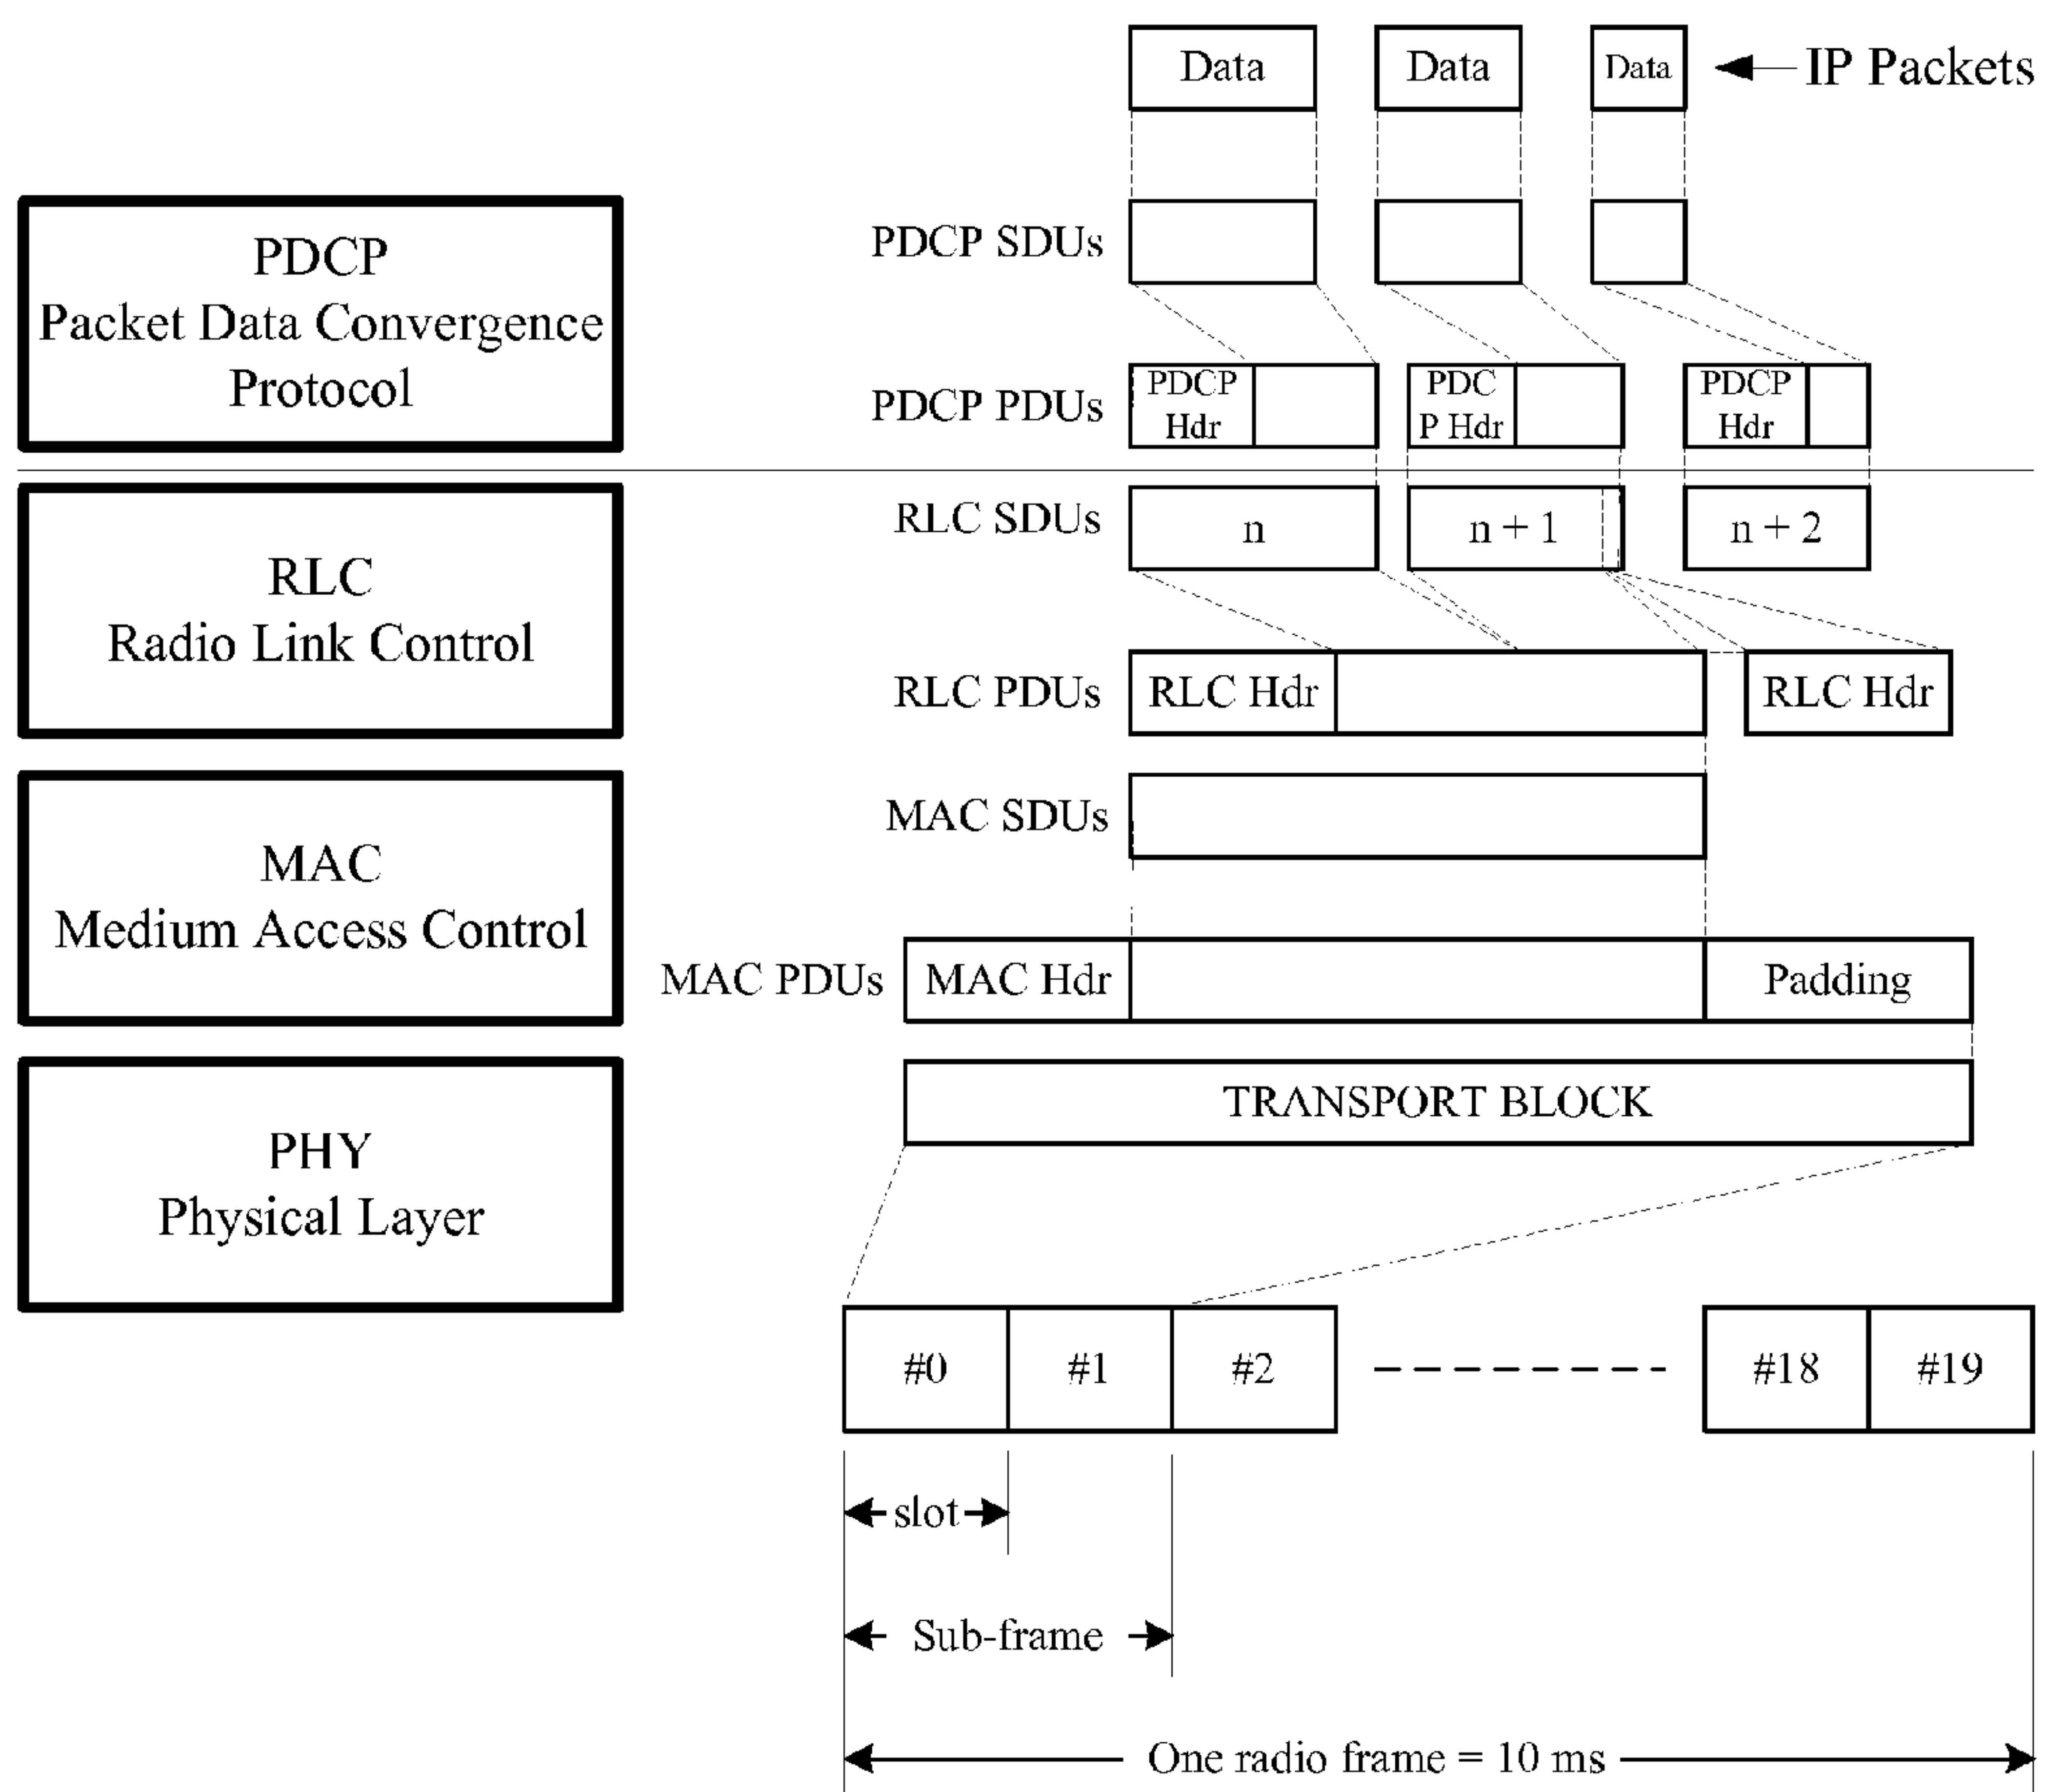 Data
Data
Data
IP Packets
PDCP
Packet Data Convergence
Protocol
PDCP SDUs
PDCP PDUs
PDCP
Hdr
PDC
P Hdr
PDCP
Hdr
RLC
Radio Link Control
RLC SDUs
n
n + 1
n + 2
RLC PDUs
RLC Hdr
RLC Hdr
MAC
Medium Access Control
MAC SDUs
MAC PDUs
MAC Hdr
Padding
PHY
Physical Layer
TRANSPORT BLOCK
#0
#1
#2
#18
#19
slot
Sub-frame
One radio frame = 10 ms